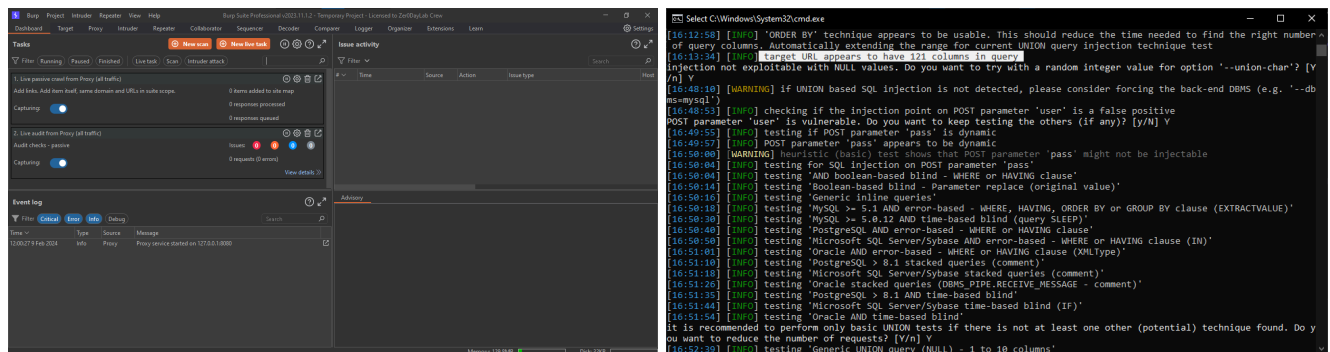 Burp Project Intruder Repeater View Help
Burp Suite Professional v2023.11.1.2 - Temporary Project - Licensed to Zer0DayLab Crew
Dashboard Target Proxy Intruder Repeater Collaborator Sequencer Decoder Comparer Logger Organizer Extensions Learn
Settings
Tasks
New scan
New live task
Filter Running Paused Finished Live task Scan Intruder attack
1. Live passive crawl from Proxy (all traffic)
Add links. Add item itself, same domain and URLs in suite scope.
0 items added to site map
0 responses processed
Capturing:
0 responses queued
2. Live audit from Proxy (all traffic)
Audit checks - passive
Issues: 0 0 0 0
Capturing:
0 requests (0 errors)
View details
Event log
Filter Critical Error Info Debug
Search
Time Type Source Message
12:00:27 9 Feb 2024 Info Proxy Proxy service started on 127.0.0.1:8080
Issue activity
Filter
Search
# Time Source Action Issue type Host
Advisory
Select C:\Windows\System32\cmd.exe
[16:12:58] [INFO] 'ORDER BY' technique appears to be usable. This should reduce the time needed to find the right number
of query columns. Automatically extending the range for current UNION query injection technique test
[16:13:34] [INFO] target URL appears to have 121 columns in query
injection not exploitable with NULL values. Do you want to try with a random integer value for option '--union-char'? [Y
/n] Y
[16:48:10] [WARNING] if UNION based SQL injection is not detected, please consider forcing the back-end DBMS (e.g. '--db
ms=mysql')
[16:48:53] [INFO] checking if the injection point on POST parameter 'user' is a false positive
POST parameter 'user' is vulnerable. Do you want to keep testing the others (if any)? [y/N] Y
[16:49:55] [INFO] testing if POST parameter 'pass' is dynamic
[16:49:57] [INFO] POST parameter 'pass' appears to be dynamic
[16:50:00] [WARNING] heuristic (basic) test shows that POST parameter 'pass' might not be injectable
[16:50:04] [INFO] testing for SQL injection on POST parameter 'pass'
[16:50:04] [INFO] testing 'AND boolean-based blind - WHERE or HAVING clause'
[16:50:14] [INFO] testing 'Boolean-based blind - Parameter replace (original value)'
[16:50:16] [INFO] testing 'Generic inline queries'
[16:50:18] [INFO] testing 'MySQL >= 5.1 AND error-based - WHERE, HAVING, ORDER BY or GROUP BY clause (EXTRACTVALUE)'
[16:50:30] [INFO] testing 'MySQL >= 5.0.12 AND time-based blind (query SLEEP)'
[16:50:40] [INFO] testing 'PostgreSQL AND error-based - WHERE or HAVING clause'
[16:50:50] [INFO] testing 'Microsoft SQL Server/Sybase AND error-based - WHERE or HAVING clause (IN)'
[16:51:01] [INFO] testing 'Oracle AND error-based - WHERE or HAVING clause (XMLType)'
[16:51:10] [INFO] testing 'PostgreSQL > 8.1 stacked queries (comment)'
[16:51:18] [INFO] testing 'Microsoft SQL Server/Sybase stacked queries (comment)'
[16:51:26] [INFO] testing 'Oracle stacked queries (DBMS_PIPE.RECEIVE_MESSAGE - comment)'
[16:51:35] [INFO] testing 'PostgreSQL > 8.1 AND time-based blind'
[16:51:44] [INFO] testing 'Microsoft SQL Server/Sybase time-based blind (IF)'
[16:51:54] [INFO] testing 'Oracle AND time-based blind'
it is recommended to perform only basic UNION tests if there is not at least one other (potential) technique found. Do y
ou want to reduce the number of requests? [Y/n] Y
[16:52:39] [INFO] testing 'Generic UNION query (NULL) - 1 to 10 columns'